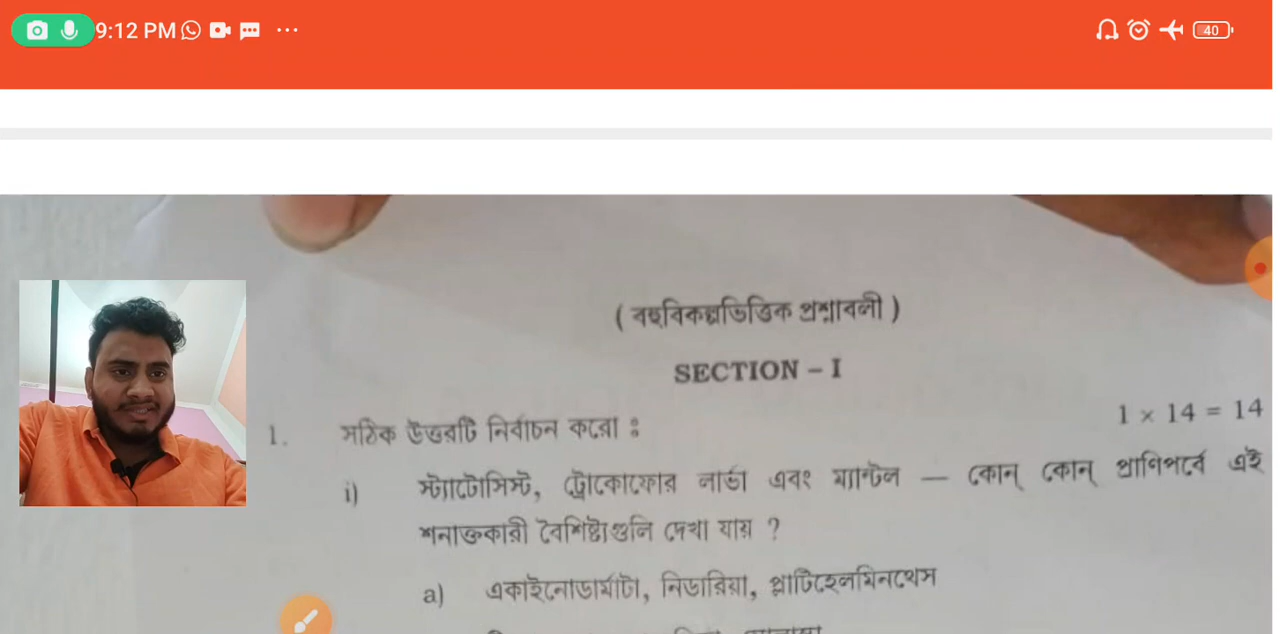 9:12 PM
40
( বহুবিকল্পভিত্তিক প্রশ্নাবলী )
SECTION – I
1. সঠিক উত্তরটি নির্বাচন করো : 1 × 14 = 14
i) স্ট্যাটোসিস্ট, ট্রোকোফোর লার্ভা এবং ম্যান্টল — কোন্ কোন্ প্রাণিপর্বে এই
শনাক্তকারী বৈশিষ্ট্যগুলি দেখা যায় ?
a) একাইনোডার্মাটা, নিডারিয়া, প্লাটিহেলমিনথেস